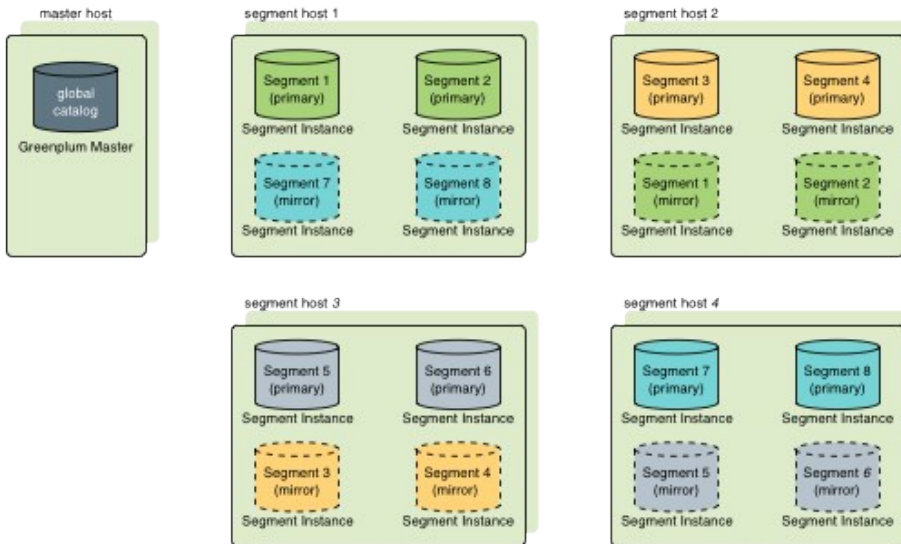 master host
global
catalog
Greenplum Master
segment host 1
Segment 1
(primary)
Segment Instance
Segment 2
(primary)
Segment Instance
Segment 7
(mirror)
Segment Instance
Segment 8
(mirror)
Segment Instance
segment host 2
Segment 3
(primary)
Segment Instance
Segment 4
(primary)
Segment Instance
Segment 1
(mirror)
Segment Instance
Segment 2
(mirror)
Segment Instance
segment host 3
Segment 5
(primary)
Segment Instance
Segment 6
(primary)
Segment Instance
Segment 3
(mirror)
Segment Instance
Segment 4
(mirror)
Segment Instance
segment host 4
Segment 7
(primary)
Segment Instance
Segment 8
(primary)
Segment Instance
Segment 5
(mirror)
Segment Instance
Segment 6
(mirror)
Segment Instance